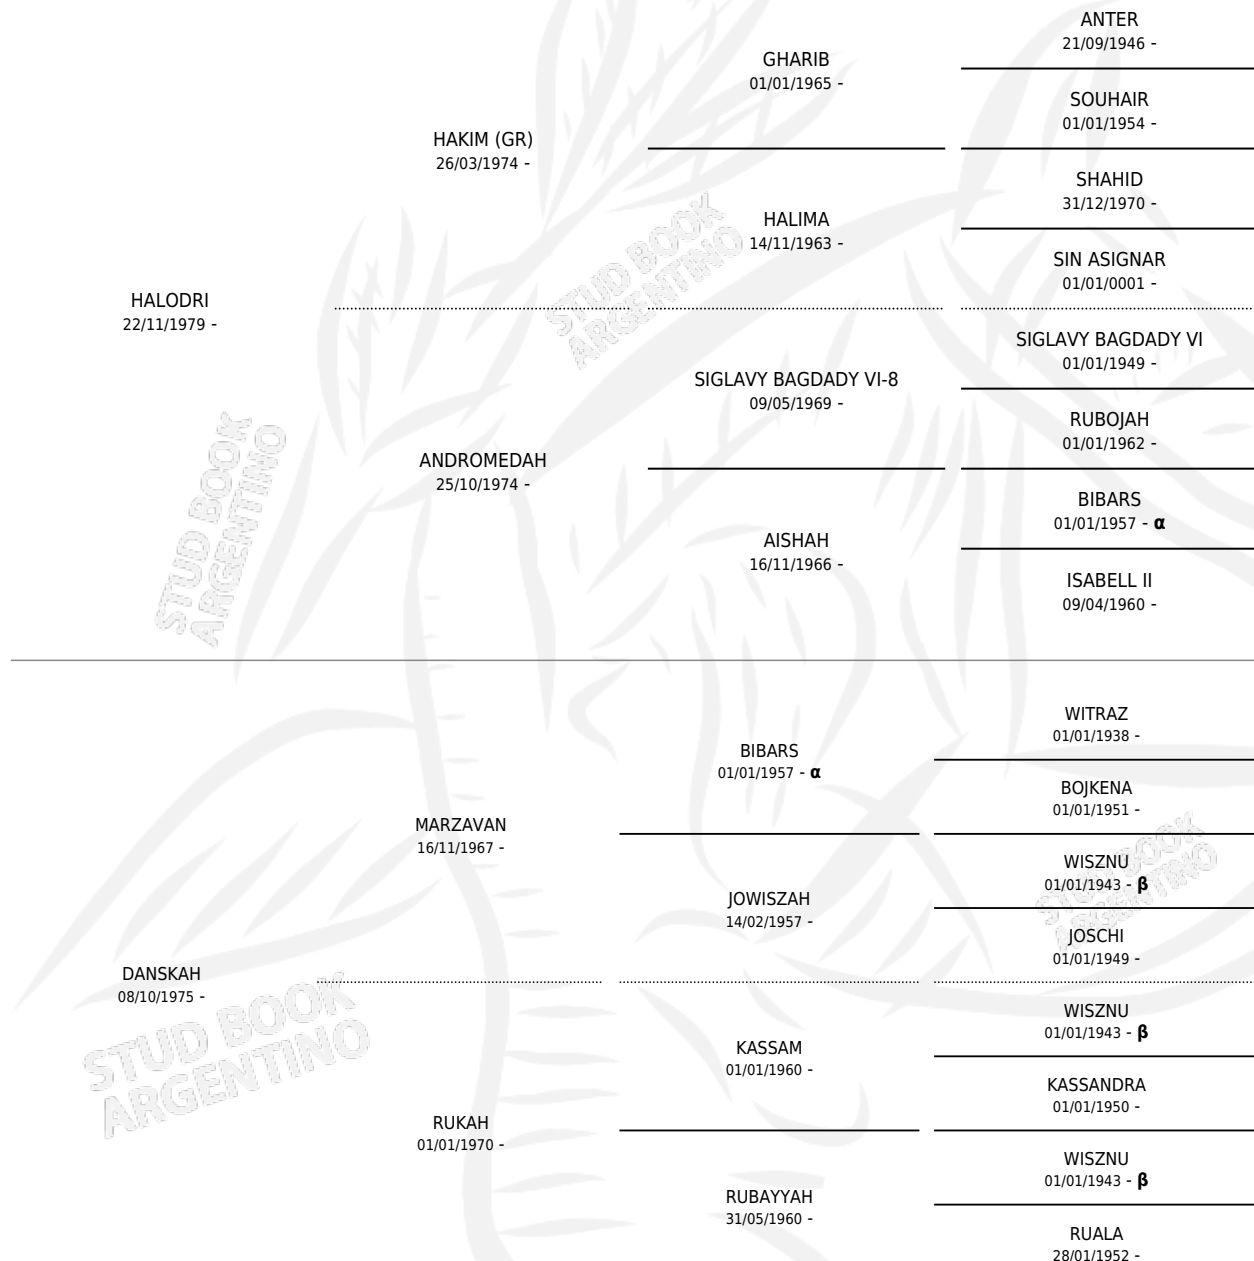 ANTER
21/09/1946 -
GHARIB
01/01/1965 -
SOUHAIR
01/01/1954 -
HAKIM (GR)
26/03/1974 -
SHAHID
31/12/1970 -
HALIMA
14/11/1963 -
SIN ASIGNAR
01/01/0001 -
HALODRI
22/11/1979 -
SIGLAVY BAGDADY VI
01/01/1949 -
SIGLAVY BAGDADY VI-8
09/05/1969 -
RUBOJAH
01/01/1962 -
ANDROMEDAH
25/10/1974 -
BIBARS
01/01/1957 - α
AISHAH
16/11/1966 -
ISABELL II
09/04/1960 -
STUD BOOK
ARGENTINO
STUD BOOK
ARGENTINO
WITRAZ
01/01/1938 -
BIBARS
01/01/1957 - α
BOJKENA
01/01/1951 -
MARZAVAN
16/11/1967 -
WISZNU
01/01/1943 - β
JOWISZAH
14/02/1957 -
JOSCHI
01/01/1949 -
DANSKAH
08/10/1975 -
WISZNU
01/01/1943 - β
KASSAM
01/01/1960 -
KASSANDRA
01/01/1950 -
RUKAH
01/01/1970 -
WISZNU
01/01/1943 - β
RUBAYYAH
31/05/1960 -
RUALA
28/01/1952 -
STUD BOOK
ARGENTINO
STUD BOOK
ARGENTINO